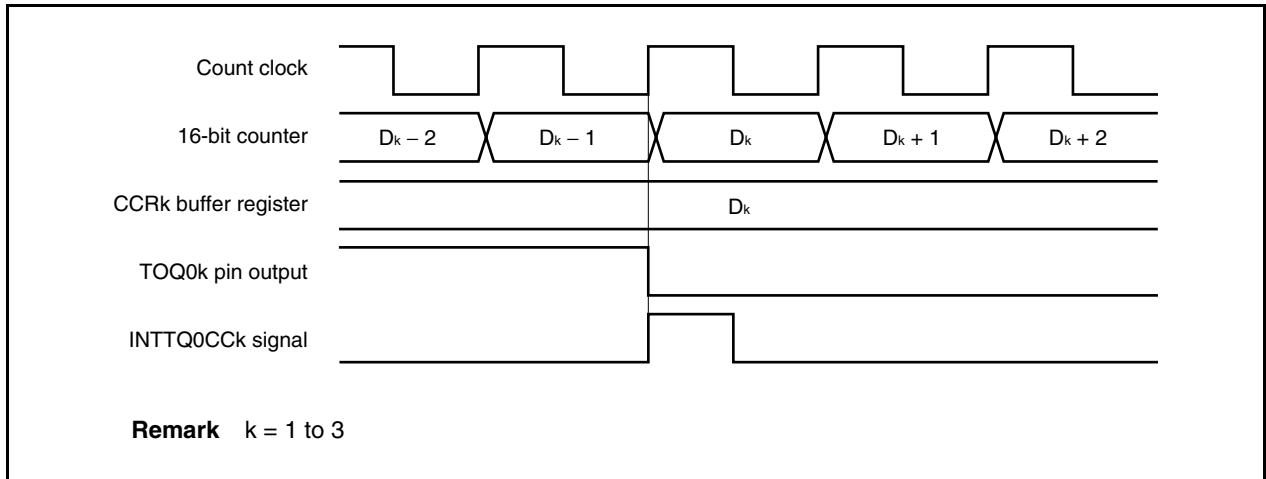 Count clock
16-bit counter
Dk − 2 Dk − 1 Dk Dk + 1 Dk + 2
CCRk buffer register
Dk
TOQ0k pin output
INTTQ0CCk signal
Remark k = 1 to 3